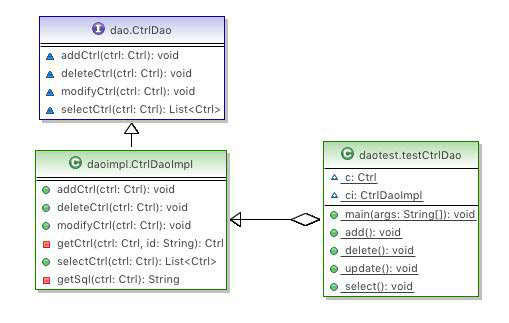 I dao.CtrlDao
addCtrl(ctrl: Ctrl): void
deleteCtrl(ctrl: Ctrl): void
modifyCtrl(ctrl: Ctrl): void
selectCtrl(ctrl: Ctrl): List<Ctrl>
C daoimpl.CtrlDaoImpl
addCtrl(ctrl: Ctrl): void
deleteCtrl(ctrl: Ctrl): void
modifyCtrl(ctrl: Ctrl): void
getCtrl(ctrl: Ctrl, id: String): Ctrl
selectCtrl(ctrl: Ctrl): List<Ctrl>
getSql(ctrl: Ctrl): String
C daotest.testCtrlDao
c: Ctrl
ci: CtrlDaoImpl
main(args: String[]): void
add(): void
delete(): void
update(): void
select(): void